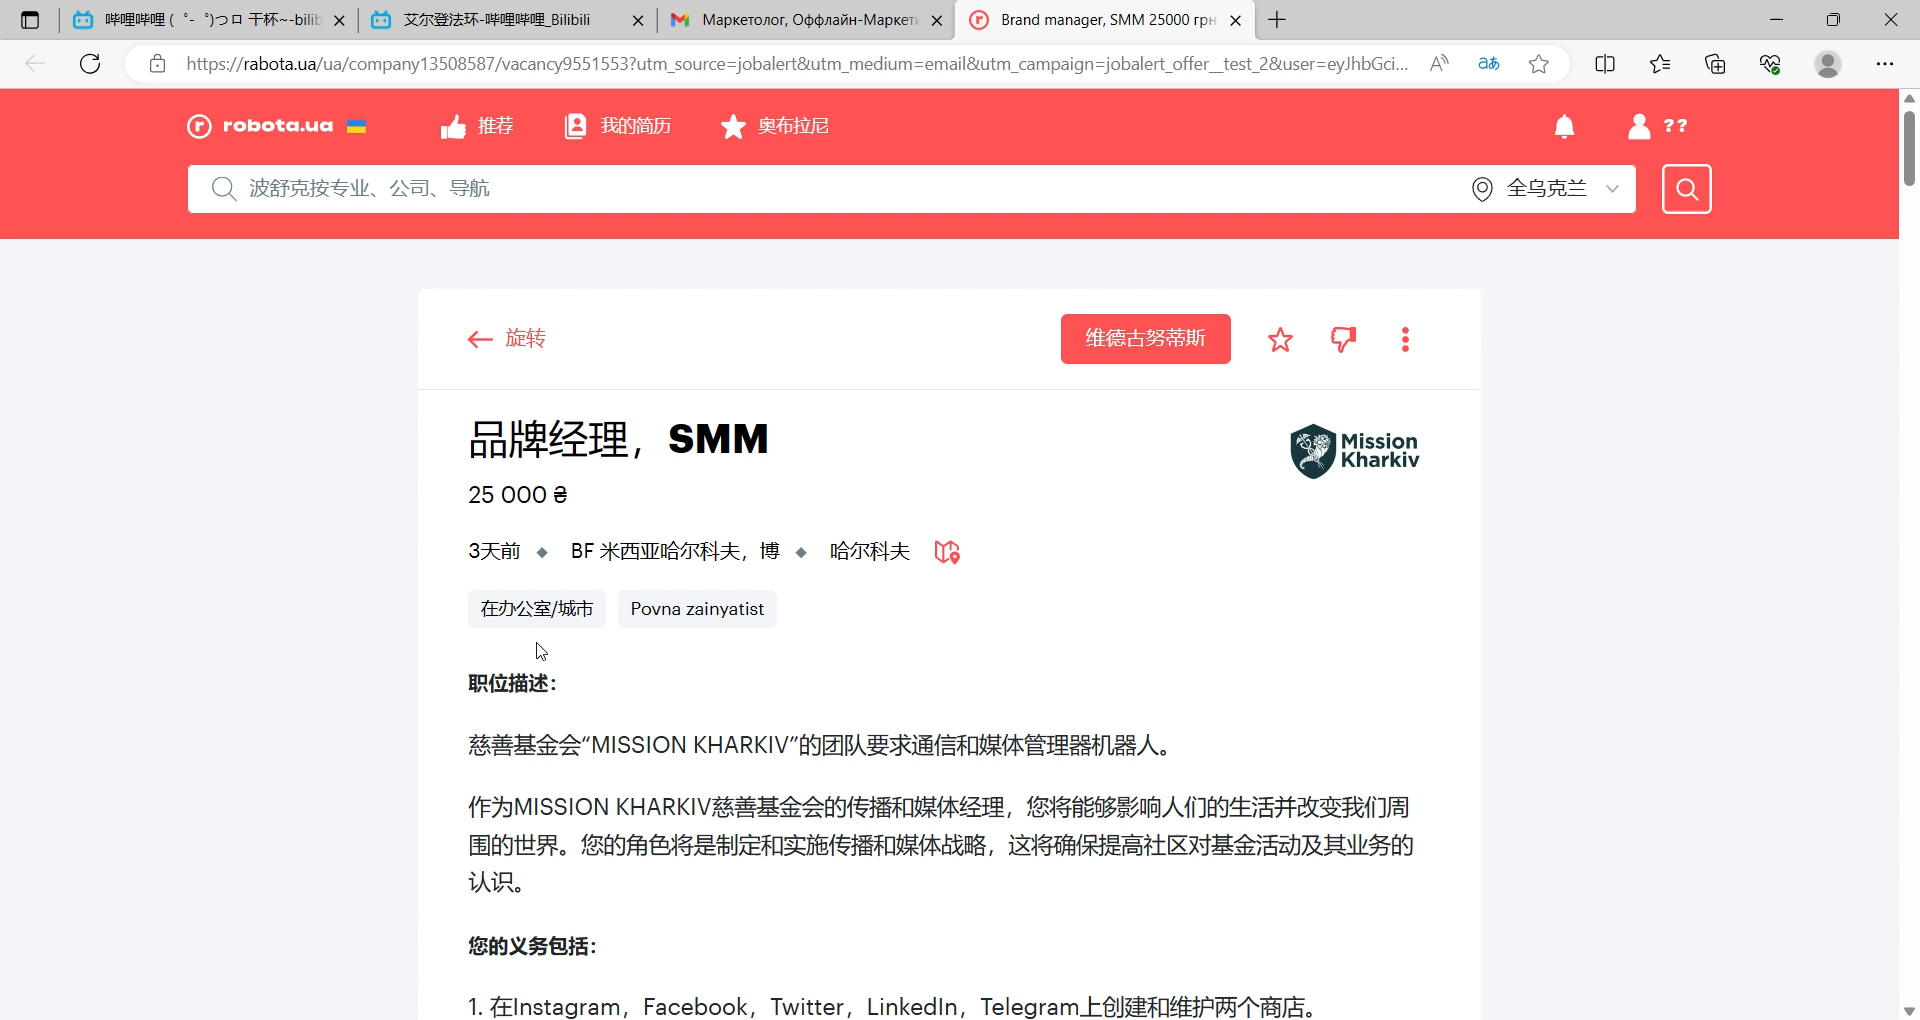 哔哩哔哩 (゜-゜)つロ 干杯~-bilib
艾尔登法环-哔哩哔哩_Bilibili
Маркетолог, Оффлайн-Маркети
Brand manager, SMM 25000 грн
https://rabota.ua/ua/company13508587/vacancy9551553?utm_source=jobalert&utm_medium=email&utm_campaign=jobalert_offer__test_2&user=eyJhbGci...
robota.ua
推荐
我的简历
奥布拉尼
??
波舒克按专业、公司、导航
全乌克兰
旋转
维德古努蒂斯
品牌经理，SMM
Mission
Kharkiv
25 000 ₴
3天前 ◆ BF 米西亚哈尔科夫，博 ◆ 哈尔科夫
在办公室/城市
Povna zainyatist
职位描述：
慈善基金会“MISSION KHARKIV”的团队要求通信和媒体管理器机器人。
作为MISSION KHARKIV慈善基金会的传播和媒体经理，您将能够影响人们的生活并改变我们周
围的世界。您的角色将是制定和实施传播和媒体战略，这将确保提高社区对基金活动及其业务的
认识。
您的义务包括：
1. 在Instagram，Facebook，Twitter，LinkedIn，Telegram上创建和维护两个商店。